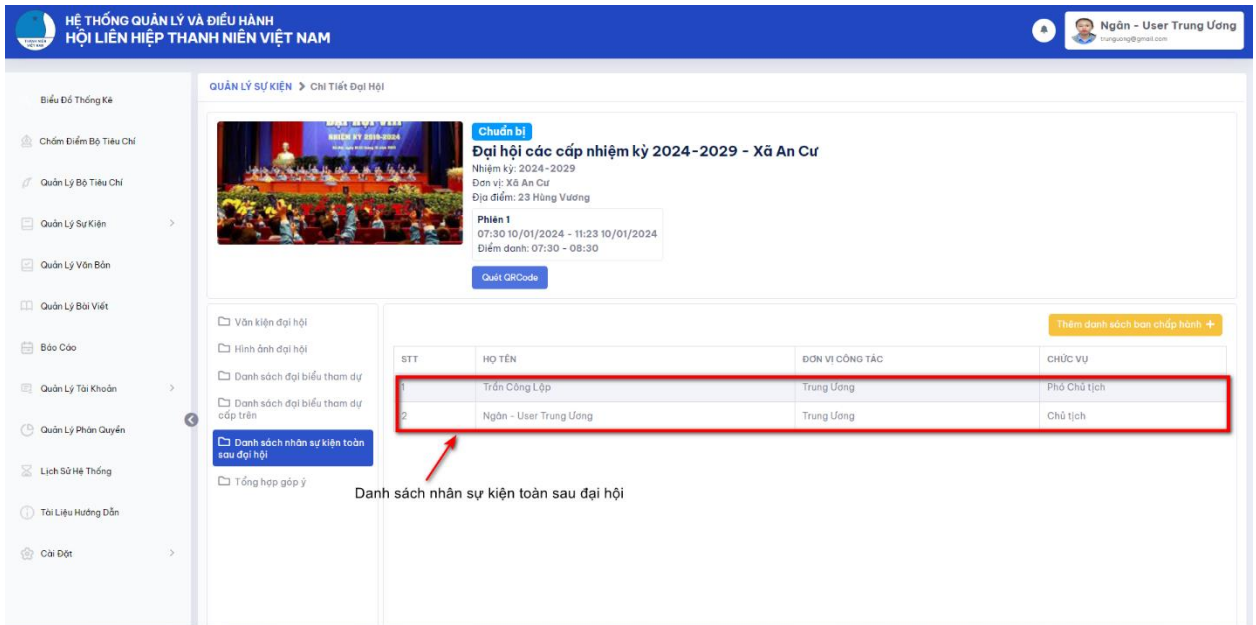 HỆ THỐNG QUẢN LÝ VÀ ĐIỀU HÀNH
HỘI LIÊN HIỆP THANH NIÊN VIỆT NAM
Ngân - User Trung Ương
trunguong@gmail.com
Biểu Đồ Thống Kê
Chấm Điểm Bộ Tiêu Chí
Quản Lý Bộ Tiêu Chí
Quản Lý Sự Kiện
Quản Lý Văn Bản
Quản Lý Bài Viết
Báo Cáo
Quản Lý Tài Khoản
Quản Lý Phân Quyền
Lịch Sử Hệ Thống
Tài Liệu Hướng Dẫn
Cài Đặt
QUẢN LÝ SỰ KIỆN > Chi Tiết Đại Hội
Chuẩn bị
Đại hội các cấp nhiệm kỳ 2024-2029 - Xã An Cư
Nhiệm kỳ: 2024-2029
Đơn vị: Xã An Cư
Địa điểm: 23 Hùng Vương
Phiên 1
07:30 10/01/2024 - 11:23 10/01/2024
Điểm danh: 07:30 - 08:30
Quét QRCode
Văn kiện đại hội
Hình ảnh đại hội
Danh sách đại biểu tham dự
Danh sách đại biểu tham dự
cấp trên
Danh sách nhân sự kiện toàn
sau đại hội
Tổng hợp góp ý
Thêm danh sách ban chấp hành +
STT HỌ TÊN ĐƠN VỊ CÔNG TÁC CHỨC VỤ
1 Trần Công Lập Trung Ương Phó Chủ tịch
2 Ngân - User Trung Ương Trung Ương Chủ tịch
Danh sách nhân sự kiện toàn sau đại hội